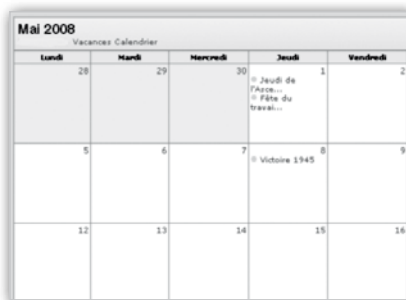 Mai 2008
Vacances Calendrier
Lundi Mardi Mercredi Jeudi Vendredi
28 29 30 1 2
Jeudi de
l'Asce...
Fête du
travai...
5 6 7 8 9
Victoire 1945
12 13 14 15 16